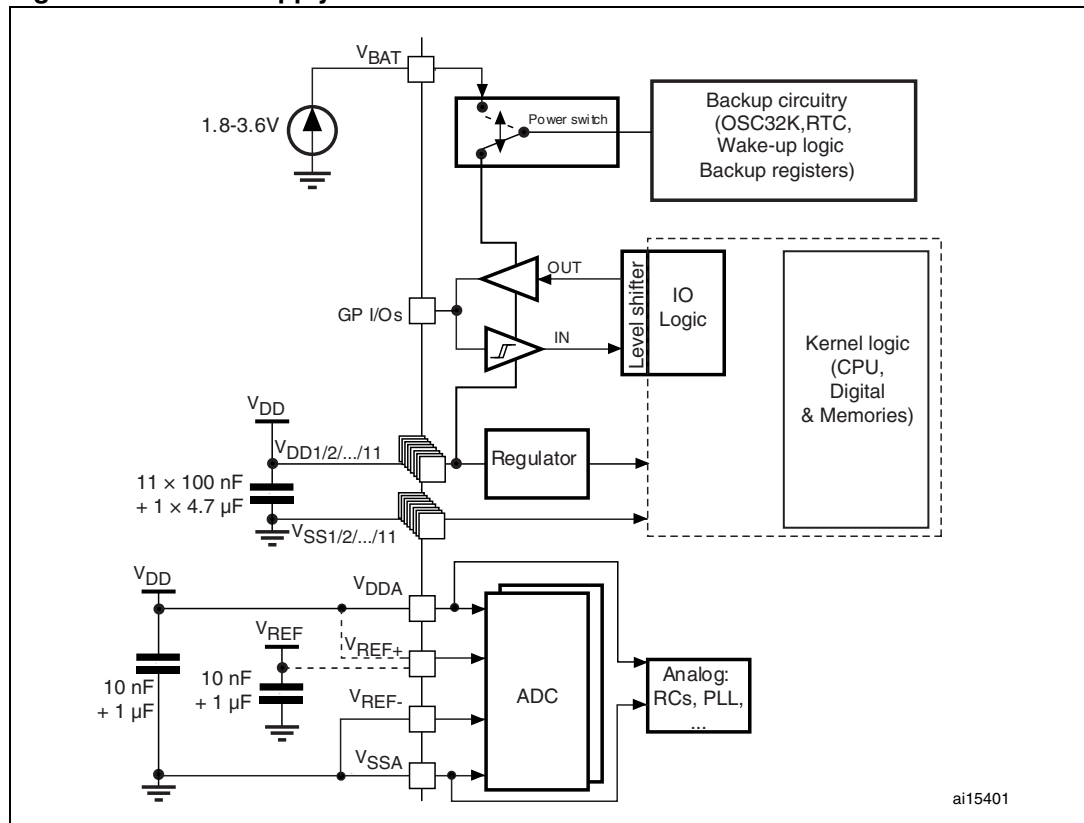 V_BAT
1.8-3.6V
Power switch
Backup circuitry
(OSC32K,RTC,
Wake-up logic
Backup registers)
GP I/Os
OUT
IN
Level shifter
IO
Logic
Kernel logic
(CPU,
Digital
& Memories)
V_DD
V_DD1/2/.../11
11 × 100 nF
+ 1 × 4.7 µF
V_SS1/2/.../11
Regulator
V_DD
V_DDA
V_REF
V_REF+
10 nF
+ 1 µF
10 nF
+ 1 µF
V_REF-
V_SSA
ADC
Analog:
RCs, PLL,
...
ai15401